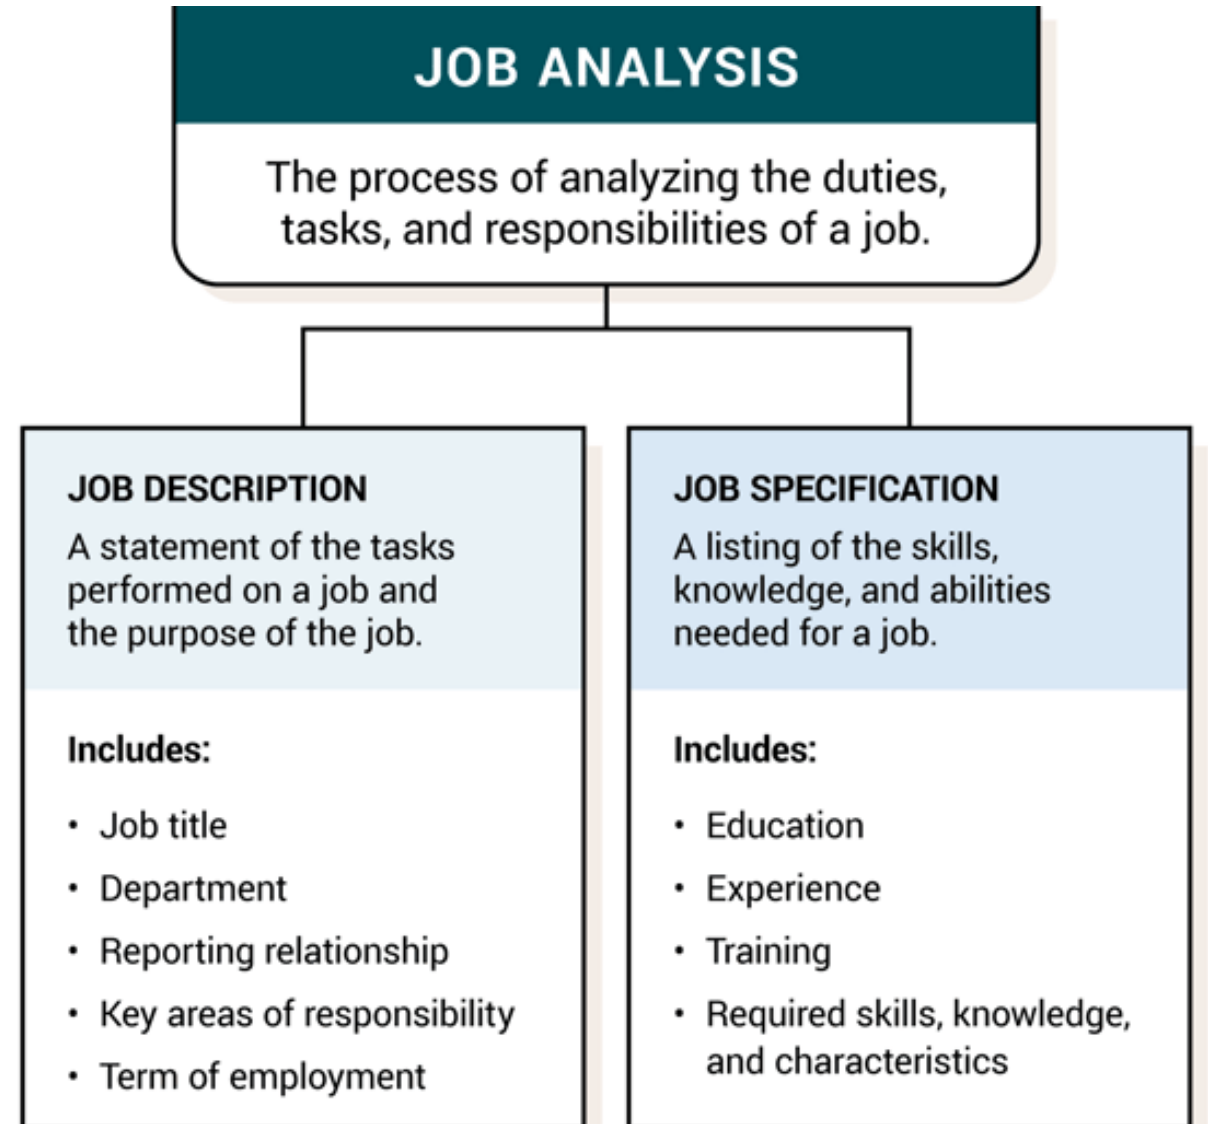 JOB ANALYSIS
The process of analyzing the duties,
tasks, and responsibilities of a job.
JOB DESCRIPTION
A statement of the tasks
performed on a job and
the purpose of the job.
Includes:
• Job title
• Department
• Reporting relationship
• Key areas of responsibility
• Term of employment
JOB SPECIFICATION
A listing of the skills,
knowledge, and abilities
needed for a job.
Includes:
• Education
• Experience
• Training
• Required skills, knowledge,
and characteristics